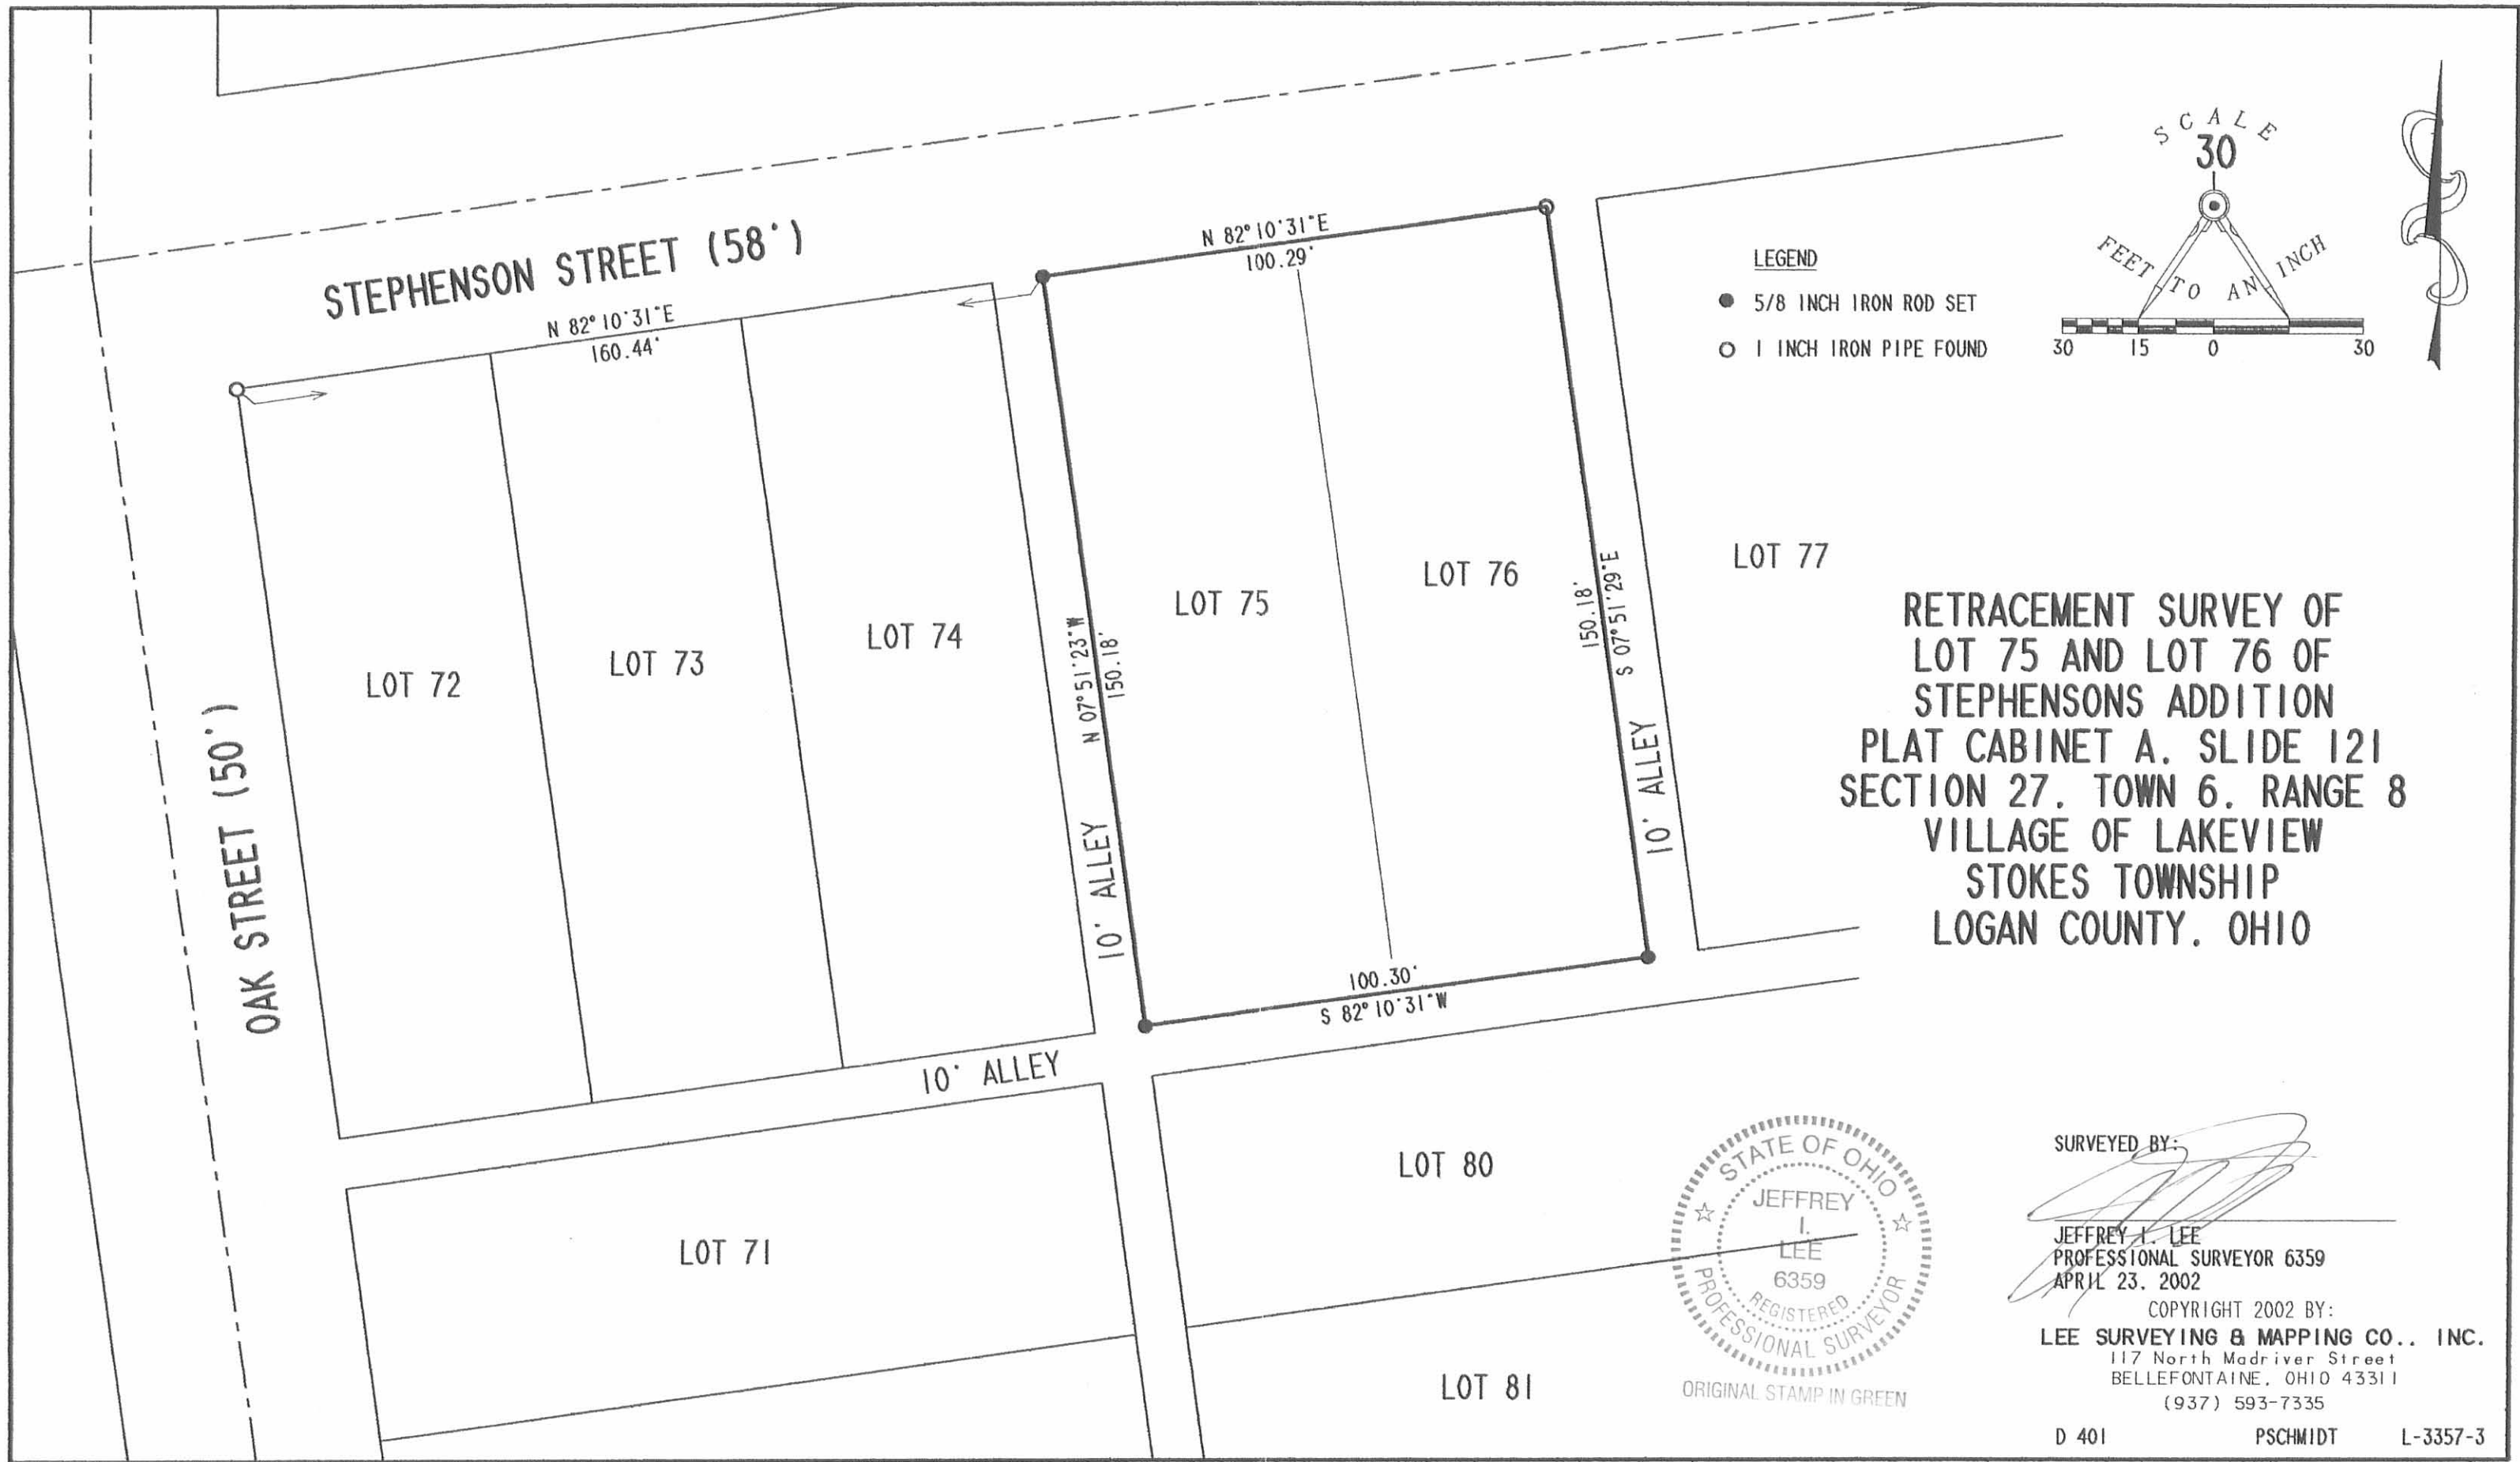 STEPHENSON STREET (58')
N 82° 10' 31" E
160.44'
N 82° 10' 31" E
100.29'
LEGEND
5/8 INCH IRON ROD SET
1 INCH IRON PIPE FOUND
SCALE
30
FEET TO AN INCH
30 15 0 30
LOT 72
LOT 73
LOT 74
LOT 75
LOT 76
LOT 77
N 07° 51' 23" W
150.18'
150.18'
S 07° 51' 29" E
OAK STREET (50')
10' ALLEY
10' ALLEY
100.30'
S 82° 10' 31" W
10' ALLEY
LOT 71
LOT 80
LOT 81
RETRACEMENT SURVEY OF
LOT 75 AND LOT 76 OF
STEPHENSONS ADDITION
PLAT CABINET A. SLIDE 121
SECTION 27. TOWN 6. RANGE 8
VILLAGE OF LAKEVIEW
STOKES TOWNSHIP
LOGAN COUNTY. OHIO
STATE OF OHIO
JEFFREY
I.
LEE
6359
REGISTERED
PROFESSIONAL SURVEYOR
ORIGINAL STAMP IN GREEN
SURVEYED BY:
JEFFREY I. LEE
PROFESSIONAL SURVEYOR 6359
APRIL 23. 2002
COPYRIGHT 2002 BY:
LEE SURVEYING & MAPPING CO.. INC.
117 North Madriver Street
BELLEFONTAINE, OHIO 43311
(937) 593-7335
D 401 PSCHMIDT L-3357-3